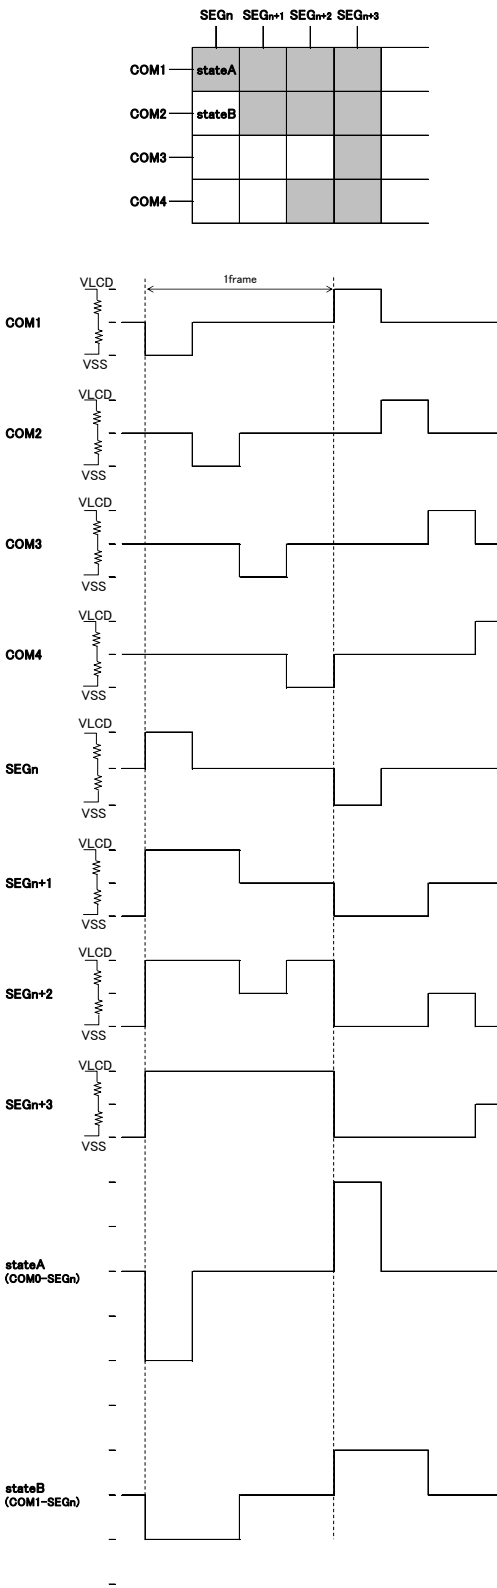 SEGn SEGn+1 SEGn+2 SEGn+3
COM1 stateA
COM2 stateB
COM3
COM4
1frame
VLCD
COM1
VSS
VLCD
COM2
VSS
VLCD
COM3
VSS
VLCD
COM4
VSS
VLCD
SEGn
VSS
VLCD
SEGn+1
VSS
VLCD
SEGn+2
VSS
VLCD
SEGn+3
VSS
stateA
(COM0-SEGn)
stateB
(COM1-SEGn)